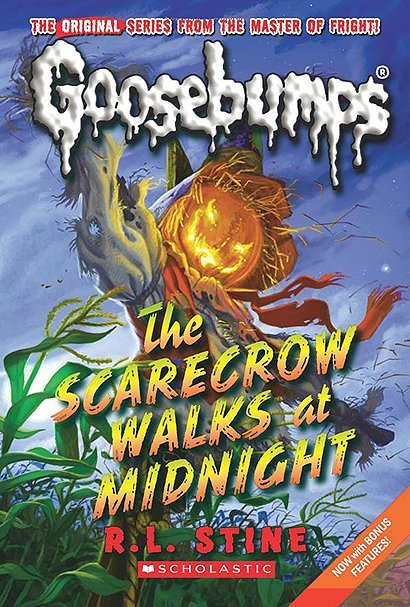 THE ORIGINAL SERIES FROM THE MASTER OF FRIGHT!
Goosebumps®
The
SCARECROW
WALKS at
MIDNIGHT
R.L. STINE
SCHOLASTIC
NOW WITH BONUS
FEATURES!